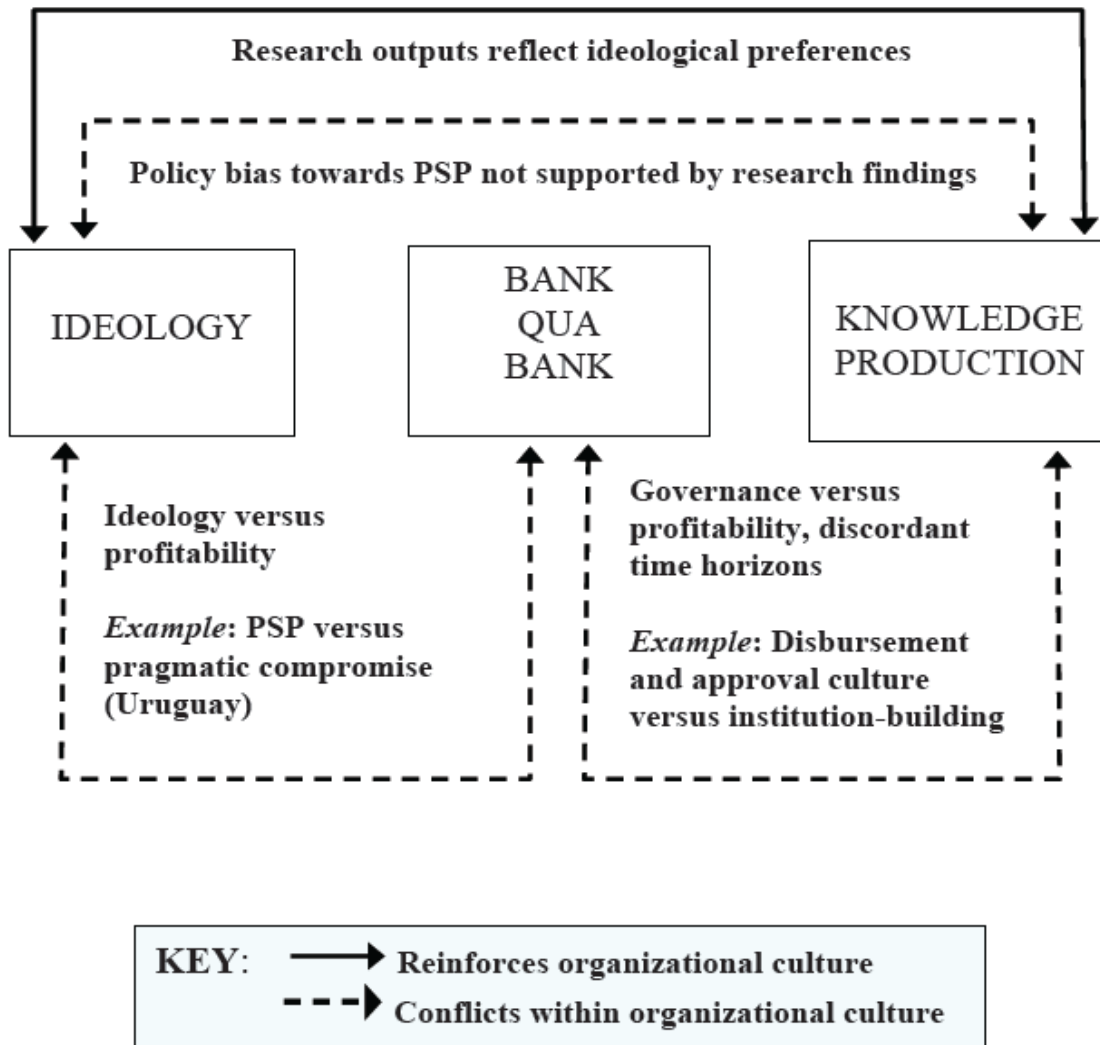 Research outputs reflect ideological preferences
Policy bias towards PSP not supported by research findings
IDEOLOGY
BANK
QUA
BANK
KNOWLEDGE
PRODUCTION
Ideology versus
profitability
Example: PSP versus
pragmatic compromise
(Uruguay)
Governance versus
profitability, discordant
time horizons
Example: Disbursement
and approval culture
versus institution-building
KEY:
Reinforces organizational culture
Conflicts within organizational culture